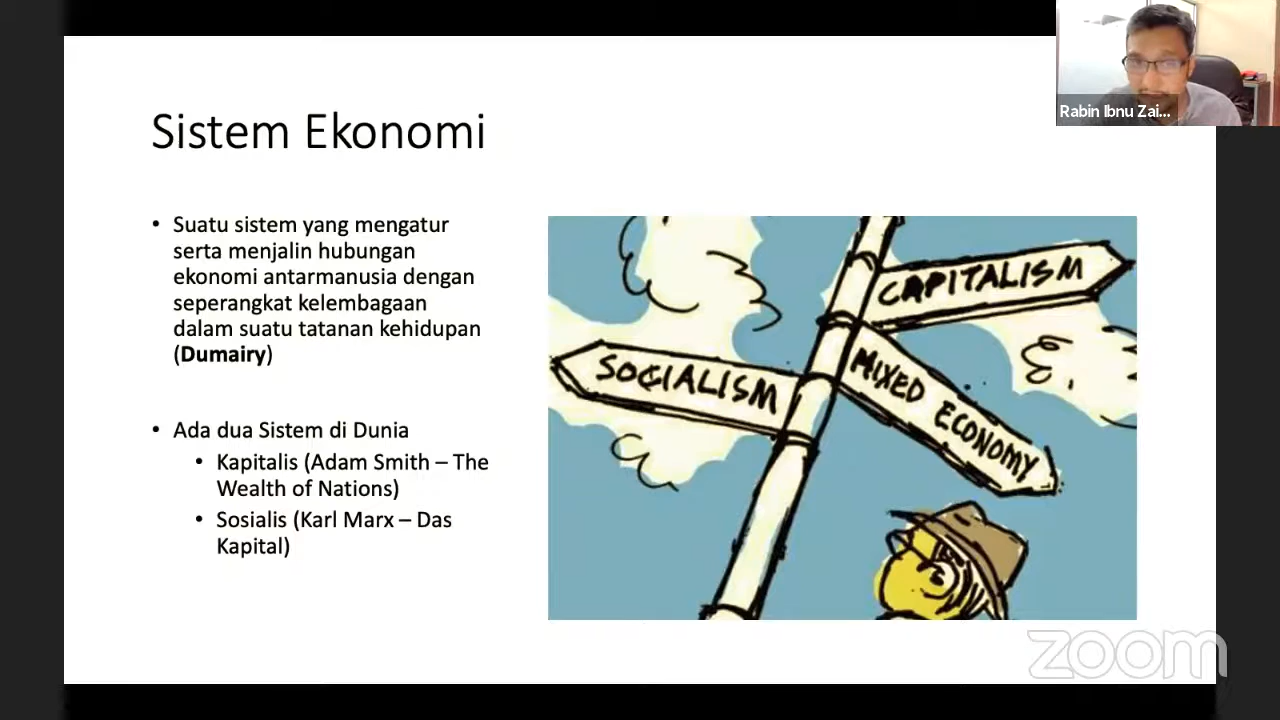 Rabin Ibnu Zai...
Sistem Ekonomi
• Suatu sistem yang mengatur
serta menjalin hubungan
ekonomi antarmanusia dengan
seperangkat kelembagaan
dalam suatu tatanan kehidupan
(Dumairy)
• Ada dua Sistem di Dunia
• Kapitalis (Adam Smith – The
Wealth of Nations)
• Sosialis (Karl Marx – Das
Kapital)
CAPITALISM
SOCIALISM
MIXED ECONOMY
zoom